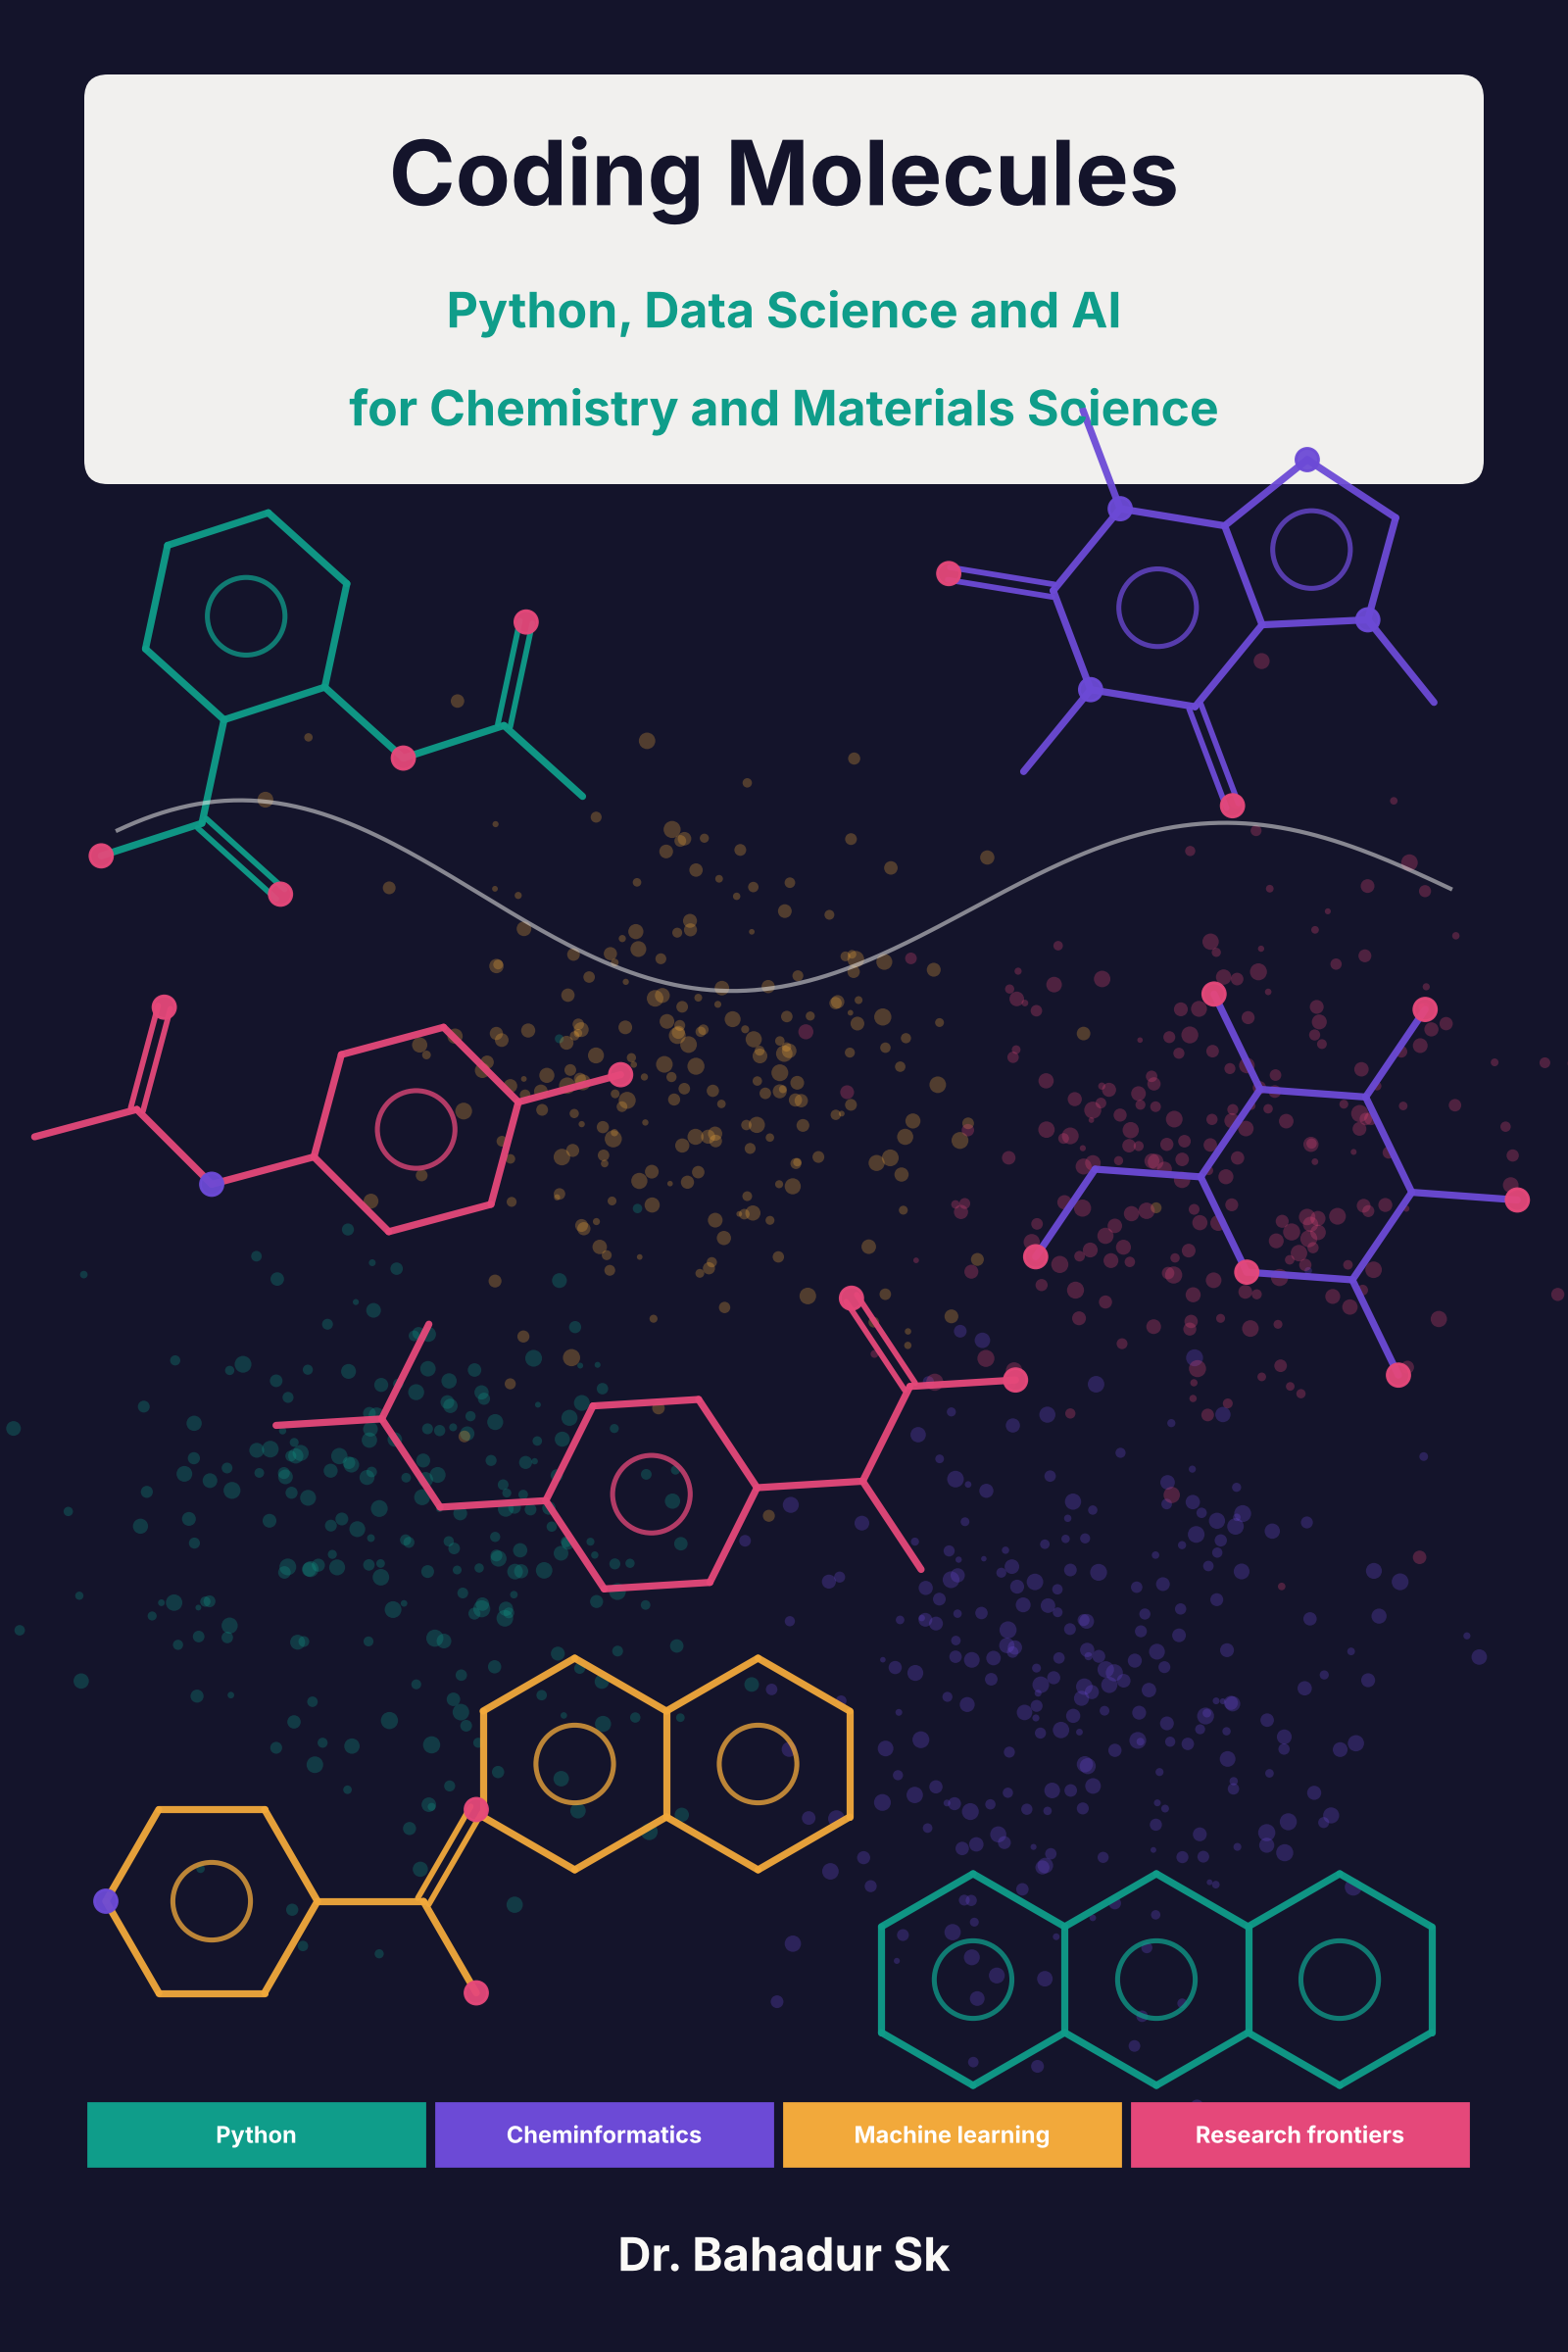 Coding Molecules
Python, Data Science and AI
for Chemistry and Materials Science
Python
Cheminformatics
Machine learning
Research frontiers
Dr. Bahadur Sk